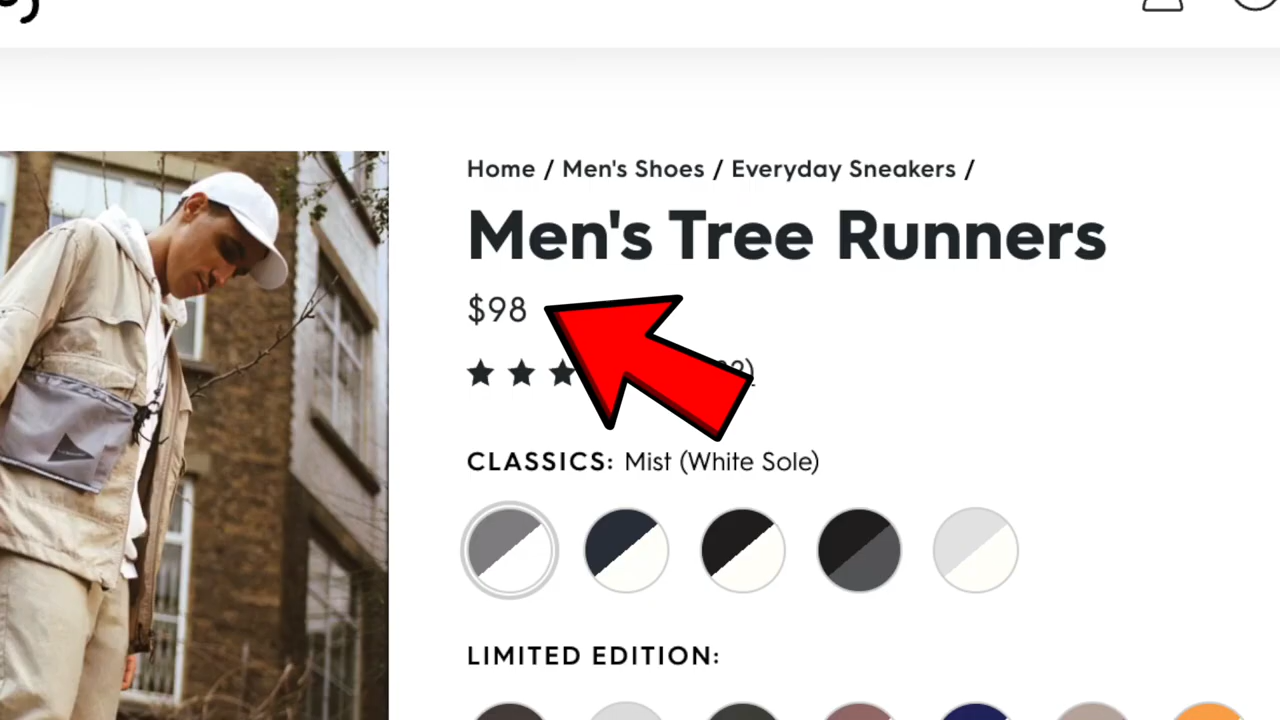 Home / Men's Shoes / Everyday Sneakers /
Men's Tree Runners
$98
CLASSICS: Mist (White Sole)
LIMITED EDITION: